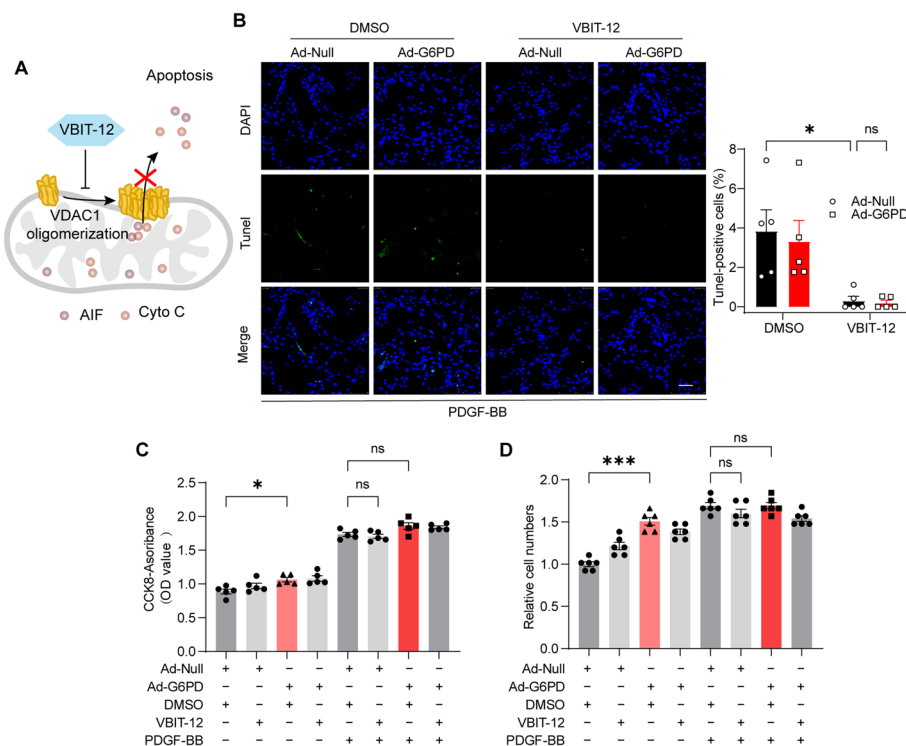 A
Apoptosis
VBIT-12
VDAC1
oligomerization
AIF
Cyto C
B
DMSO
VBIT-12
Ad-Null
Ad-G6PD
Ad-Null
Ad-G6PD
DAPI
Tunel
Merge
PDGF-BB
Tunel-positive cells (%)
8
6
4
2
0
*
ns
Ad-Null
Ad-G6PD
DMSO
VBIT-12
C
CCK8-Asoribance
(OD value)
2.5
2.0
1.5
1.0
0.5
0.0
*
ns
ns
Ad-Null + + − − + + − −
Ad-G6PD − − + + − − + +
DMSO + − + − + − + −
VBIT-12 − + − + − + − +
PDGF-BB − − − − + + + +
D
Relative cell numbers
2.0
1.5
1.0
0.5
0.0
***
ns
ns
Ad-Null + + − − + + − −
Ad-G6PD − − + + − − + +
DMSO + − + − + − + −
VBIT-12 − + − + − + − +
PDGF-BB − − − − + + + +